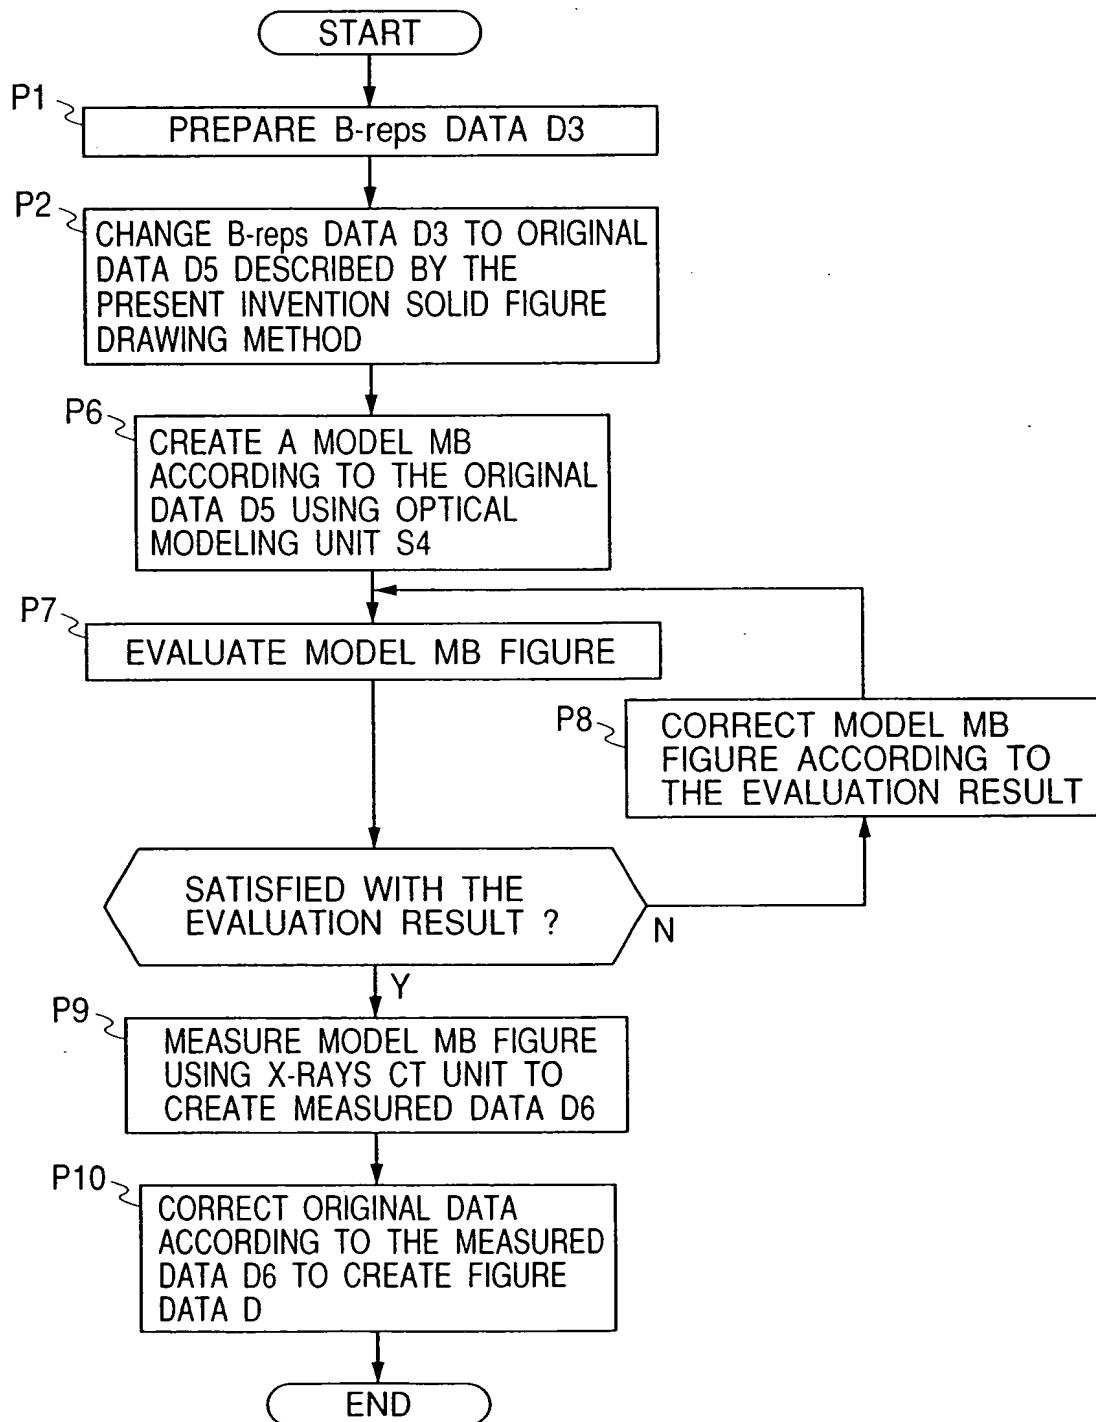 START
P1
PREPARE B-reps DATA D3
P2
CHANGE B-reps DATA D3 TO ORIGINAL
DATA D5 DESCRIBED BY THE
PRESENT INVENTION SOLID FIGURE
DRAWING METHOD
P6
CREATE A MODEL MB
ACCORDING TO THE ORIGINAL
DATA D5 USING OPTICAL
MODELING UNIT S4
P7
EVALUATE MODEL MB FIGURE
P8
CORRECT MODEL MB
FIGURE ACCORDING TO
THE EVALUATION RESULT
SATISFIED WITH THE
EVALUATION RESULT ?
N
Y
P9
MEASURE MODEL MB FIGURE
USING X-RAYS CT UNIT TO
CREATE MEASURED DATA D6
P10
CORRECT ORIGINAL DATA
ACCORDING TO THE MEASURED
DATA D6 TO CREATE FIGURE
DATA D
END